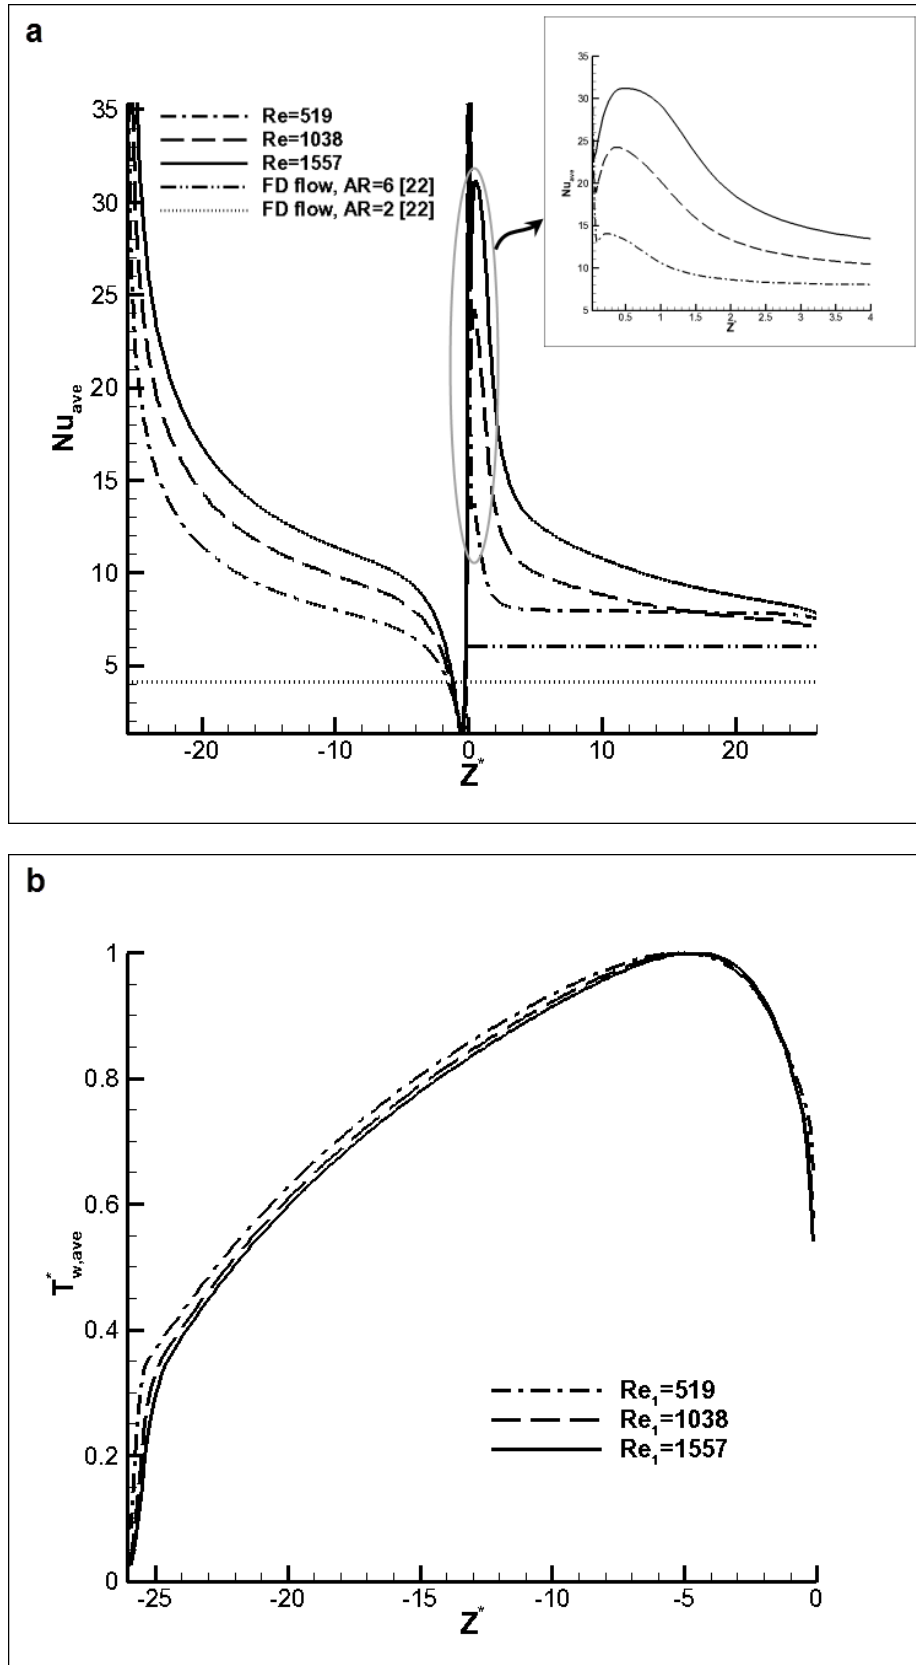 a
35
30
25
20
15
10
5
Nu_ave
-20
-10
0
10
20
Z*
Re=519
Re=1038
Re=1557
FD flow, AR=6 [22]
FD flow, AR=2 [22]
35
30
25
20
15
10
5
Nu_ave
0.5
1
1.5
2
2.5
3
3.5
4
Z*
b
1
0.8
0.6
0.4
0.2
0
T*_w,ave
-25
-20
-15
-10
-5
0
Z*
Re₁=519
Re₁=1038
Re₁=1557